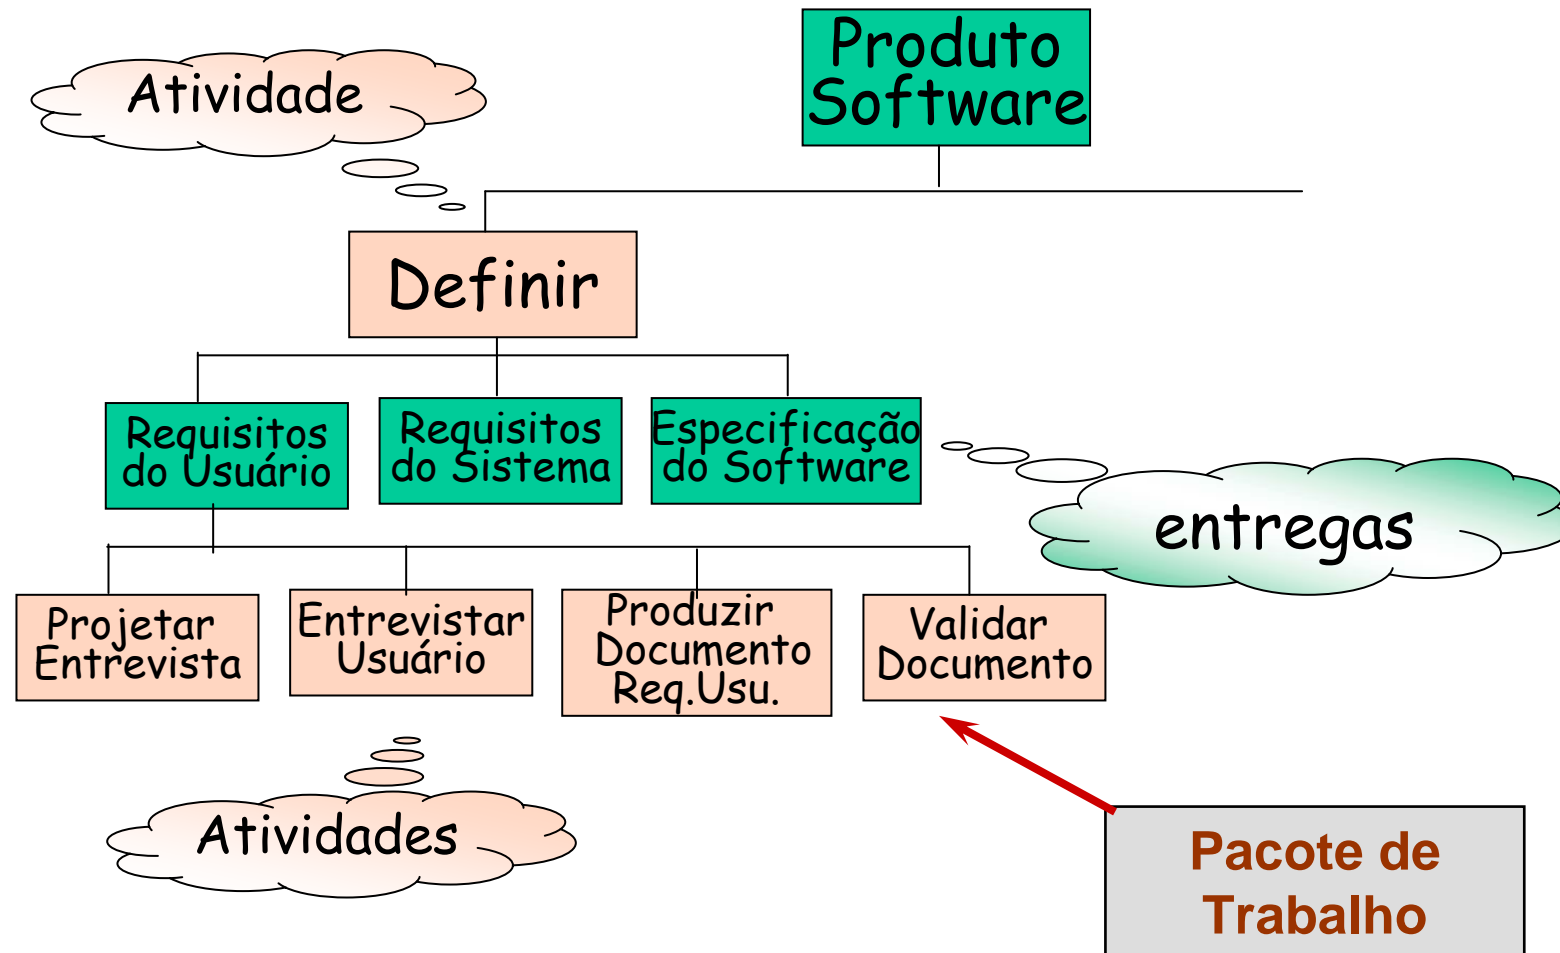 Produto
Software
Atividade
Definir
Requisitos
do Usuário
Requisitos
do Sistema
Especificação
do Software
entregas
Projetar
Entrevista
Entrevistar
Usuário
Produzir
Documento
Req.Usu.
Validar
Documento
Atividades
Pacote de
Trabalho